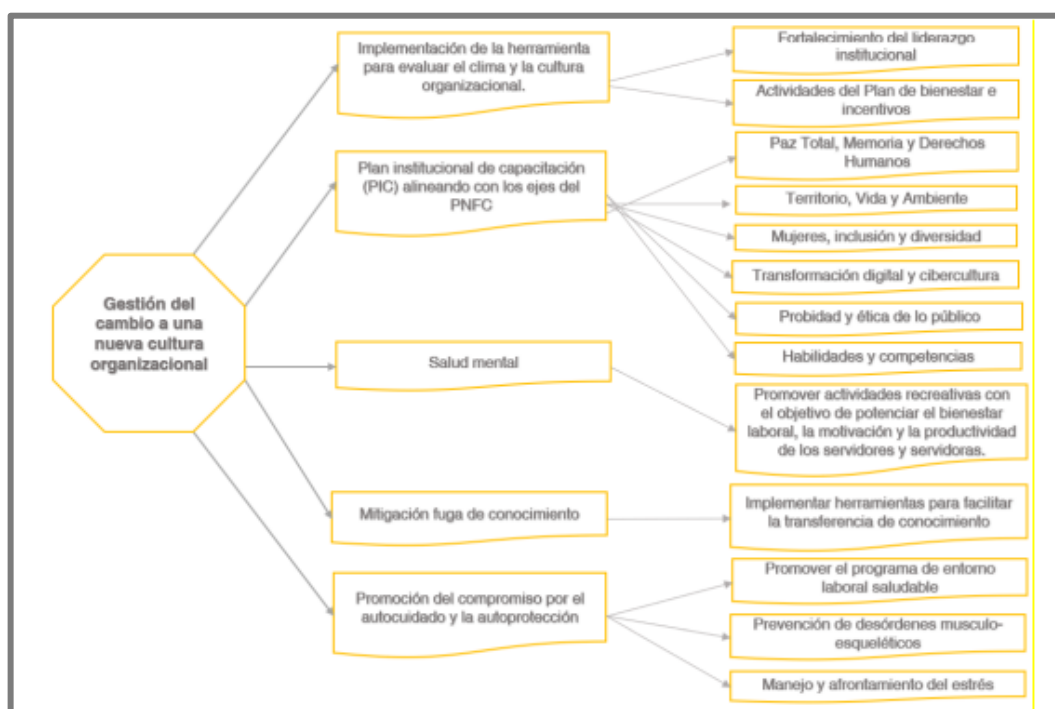 Gestión del
cambio a una
nueva cultura
organizacional
Implementación de la herramienta
para evaluar el clima y la cultura
organizacional.
Fortalecimiento del liderazgo
institucional
Actividades del Plan de bienestar e
incentivos
Plan institucional de capacitación
(PIC) alineando con los ejes del
PNFC
Paz Total, Memoria y Derechos
Humanos
Territorio, Vida y Ambiente
Mujeres, inclusión y diversidad
Transformación digital y cibercultura
Probidad y ética de lo público
Habilidades y competencias
Salud mental
Promover actividades recreativas con
el objetivo de potenciar el bienestar
laboral, la motivación y la productividad
de los servidores y servidoras.
Mitigación fuga de conocimiento
Implementar herramientas para facilitar
la transferencia de conocimiento
Promoción del compromiso por el
autocuidado y la autoprotección
Promover el programa de entorno
laboral saludable
Prevención de desórdenes musculo-
esqueléticos
Manejo y afrontamiento del estrés